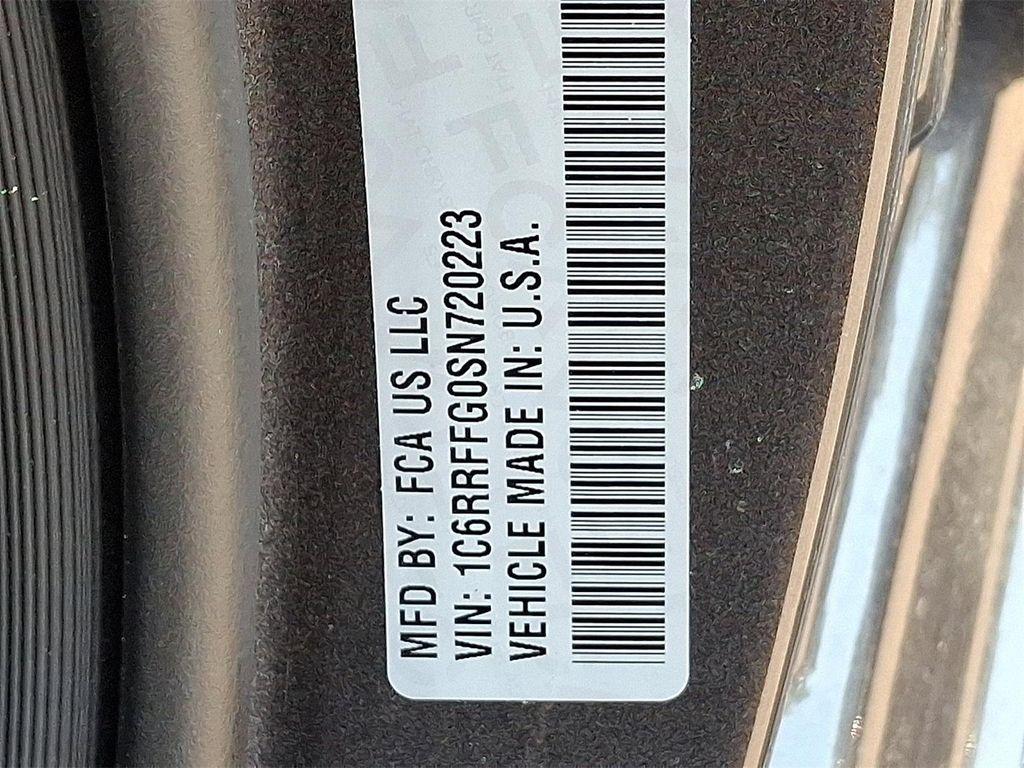 MFD BY: FCA US LLC
VIN: 1C6RRFFG0SN720223
VEHICLE MADE IN: U.S.A.